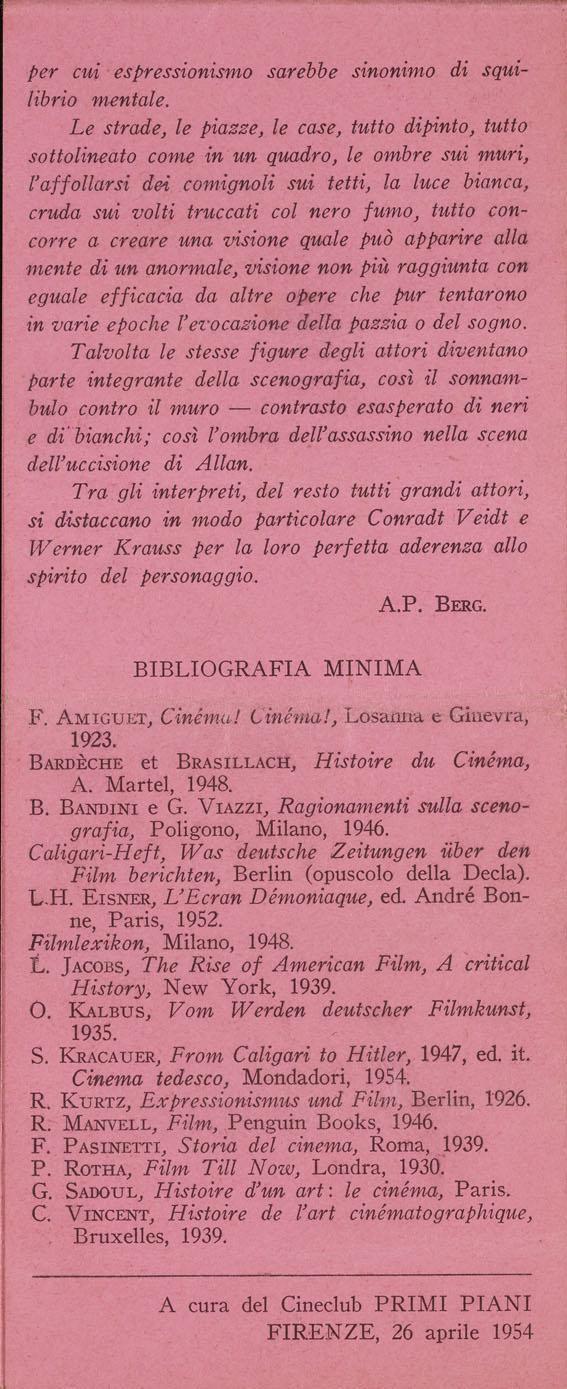 per cui espressionismo sarebbe sinonimo di squi-
librio mentale.
Le strade, le piazze, le case, tutto dipinto, tutto
sottolineato come in un quadro, le ombre sui muri,
l'affollarsi dei comignoli sui tetti, la luce bianca,
cruda sui volti truccati col nero fumo, tutto con-
corre a creare una visione quale può apparire alla
mente di un anormale, visione non più raggiunta con
eguale efficacia da altre opere che pur tentarono
in varie epoche l'evocazione della pazzia o del sogno.
Talvolta le stesse figure degli attori diventano
parte integrante della scenografia, così il sonnam-
bulo contro il muro — contrasto esasperato di neri
e di bianchi; così l'ombra dell'assassino nella scena
dell'uccisione di Allan.
Tra gli interpreti, del resto tutti grandi attori,
si distaccano in modo particolare Conradt Veidt e
Werner Krauss per la loro perfetta aderenza allo
spirito del personaggio.
A.P. BERG.
BIBLIOGRAFIA MINIMA
F. AMIGUET, Cinéma! Cinéma!, Losanna e Ginevra,
1923.
BARDÈCHE et BRASILLACH, Histoire du Cinéma,
A. Martel, 1948.
B. BANDINI e G. VIAZZI, Ragionamenti sulla sceno-
grafia, Poligono, Milano, 1946.
Caligari-Heft, Was deutsche Zeitungen über den
Film berichten, Berlin (opuscolo della Decla).
L.H. EISNER, L'Ecran Démoniaque, ed. André Bon-
ne, Paris, 1952.
Filmlexikon, Milano, 1948.
L. JACOBS, The Rise of American Film, A critical
History, New York, 1939.
O. KALBUS, Vom Werden deutscher Filmkunst,
1935.
S. KRACAUER, From Caligari to Hitler, 1947, ed. it.
Cinema tedesco, Mondadori, 1954.
R. KURTZ, Expressionismus und Film, Berlin, 1926.
R. MANVELL, Film, Penguin Books, 1946.
F. PASINETTI, Storia del cinema, Roma, 1939.
P. ROTHA, Film Till Now, Londra, 1930.
G. SADOUL, Histoire d'un art: le cinéma, Paris.
C. VINCENT, Histoire de l'art cinématographique,
Bruxelles, 1939.
A cura del Cineclub PRIMI PIANI
FIRENZE, 26 aprile 1954